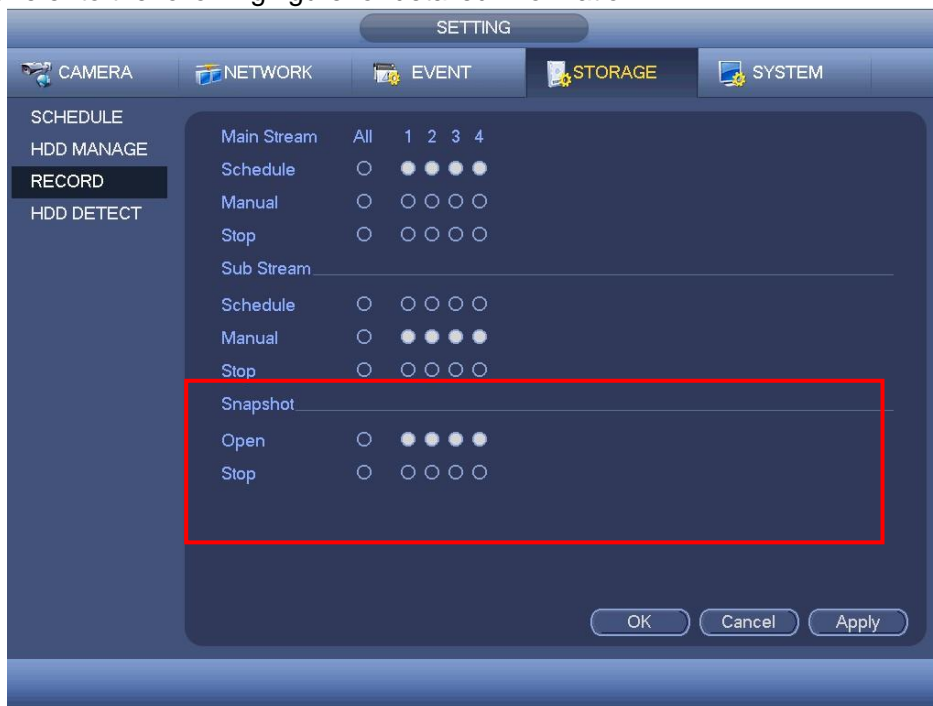 SETTING
CAMERA NETWORK EVENT STORAGE SYSTEM
SCHEDULE
HDD MANAGE
RECORD
HDD DETECT
Main Stream All 1 2 3 4
Schedule
Manual
Stop
Sub Stream
Schedule
Manual
Stop
Snapshot
Open
Stop
OK Cancel Apply